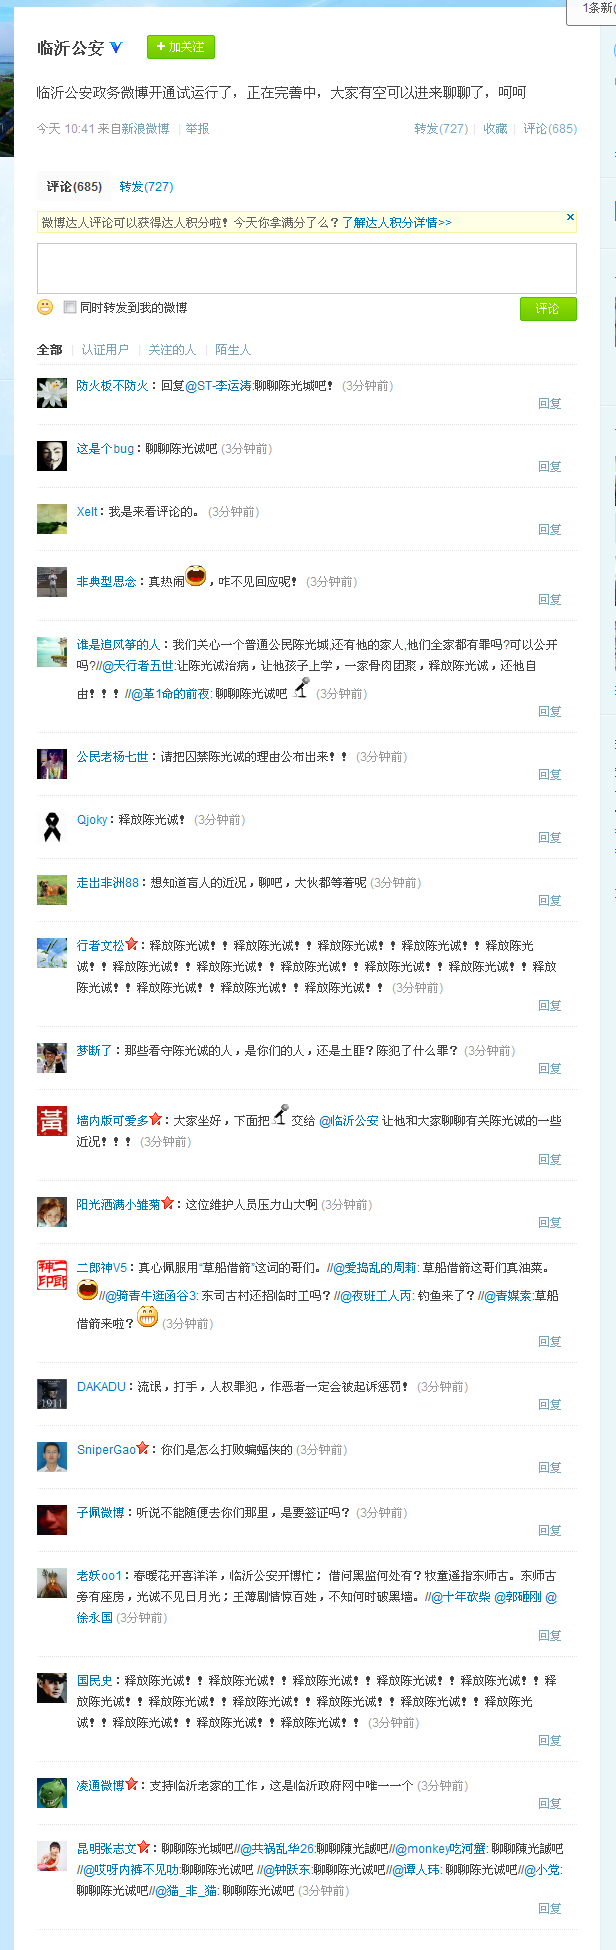 1条新
临沂公安
+ 加关注
临沂公安政务微博开通试运行了，正在完善中，大家有空可以进来聊聊了，呵呵
今天 10:41 来自新浪微博 | 举报 转发(727) | 收藏 | 评论(685)
评论(685) 转发(727)
微博达人评论可以获得达人积分啦！今天你拿满分了么？了解达人积分详情>>
同时转发到我的微博 评论
全部 | 认证用户 | 关注的人 | 陌生人
防火板不防火：回复@ST-李运涛:聊聊陈光城吧！ (3分钟前)
回复
这是个bug：聊聊陈光诚吧 (3分钟前)
回复
Xelt：我是来看评论的。 (3分钟前)
回复
非典型思念：真热闹，咋不见回应呢！ (3分钟前)
回复
谁是追风筝的人：我们关心一个普通公民陈光城,还有他的家人,他们全家都有罪吗?可以公开
吗?//@天行者五世:让陈光诚治病，让他孩子上学，一家骨肉团聚，释放陈光诚，还他自
由！！！//@革1命的前夜: 聊聊陈光诚吧 (3分钟前)
回复
公民老杨七世：请把囚禁陈光诚的理由公布出来！！ (3分钟前)
回复
Qjoky：释放陈光诚！ (3分钟前)
回复
走出非洲88：想知道盲人的近况，聊吧，大伙都等着呢 (3分钟前)
回复
行者文松：释放陈光诚！！释放陈光诚！！释放陈光诚！！释放陈光诚！！释放陈光
诚！！释放陈光诚！！释放陈光诚！！释放陈光诚！！释放陈光诚！！释放陈光诚！！释放
陈光诚！！释放陈光诚！！释放陈光诚！！释放陈光诚！！ (3分钟前)
回复
梦断了：那些看守陈光诚的人，是你们的人，还是土匪？陈犯了什么罪？ (3分钟前)
回复
墙内版可爱多：大家坐好，下面把 交给 @临沂公安 让他和大家聊聊有关陈光诚的一些
近况！！！ (3分钟前)
回复
阳光洒满小雏菊：这位维护人员压力山大啊 (3分钟前)
回复
二郎神V5：真心佩服用“草船借箭”这词的哥们。//@爱捣乱的周莉: 草船借箭这哥们真油菜。
//@骑青牛逛函谷3: 东司古村还招临时工吗？//@夜班工人丙: 钓鱼来了？//@青媒素:草船
借箭来啦？ (3分钟前)
回复
DAKADU：流氓，打手，人权罪犯，作恶者一定会被起诉惩罚！ (3分钟前)
回复
SniperGao：你们是怎么打败蝙蝠侠的 (3分钟前)
回复
子佩微博：听说不能随便去你们那里，是要签证吗？ (3分钟前)
回复
老妖oo1：春暖花开喜洋洋，临沂公安开博忙； 借问黑监何处有？牧童遥指东师古。东师古
旁有座房，光诚不见日月光；王薄剧情惊百姓，不知何时破黑墙。//@十年砍柴 @郭砸刚 @
徐永国 (3分钟前)
回复
国民史：释放陈光诚！！释放陈光诚！！释放陈光诚！！释放陈光诚！！释放陈光诚！！释
放陈光诚！！释放陈光诚！！释放陈光诚！！释放陈光诚！！释放陈光诚！！释放陈光
诚！！释放陈光诚！！释放陈光诚！！释放陈光诚！！ (3分钟前)
回复
凌通微博：支持临沂老家的工作，这是临沂政府网中唯一一个 (3分钟前)
回复
昆明张志文：聊聊陈光城吧//@共祸乱华26:聊聊陳光誠吧//@monkey吃河蟹: 聊聊陳光誠吧
//@哎呀内裤不见叻:聊聊陈光诚吧 //@钟跃东:聊聊陈光诚吧//@谭人玮: 聊聊陈光诚吧//@小党:
聊聊陈光诚吧//@猫_非_猫: 聊聊陈光诚吧 (3分钟前)
回复